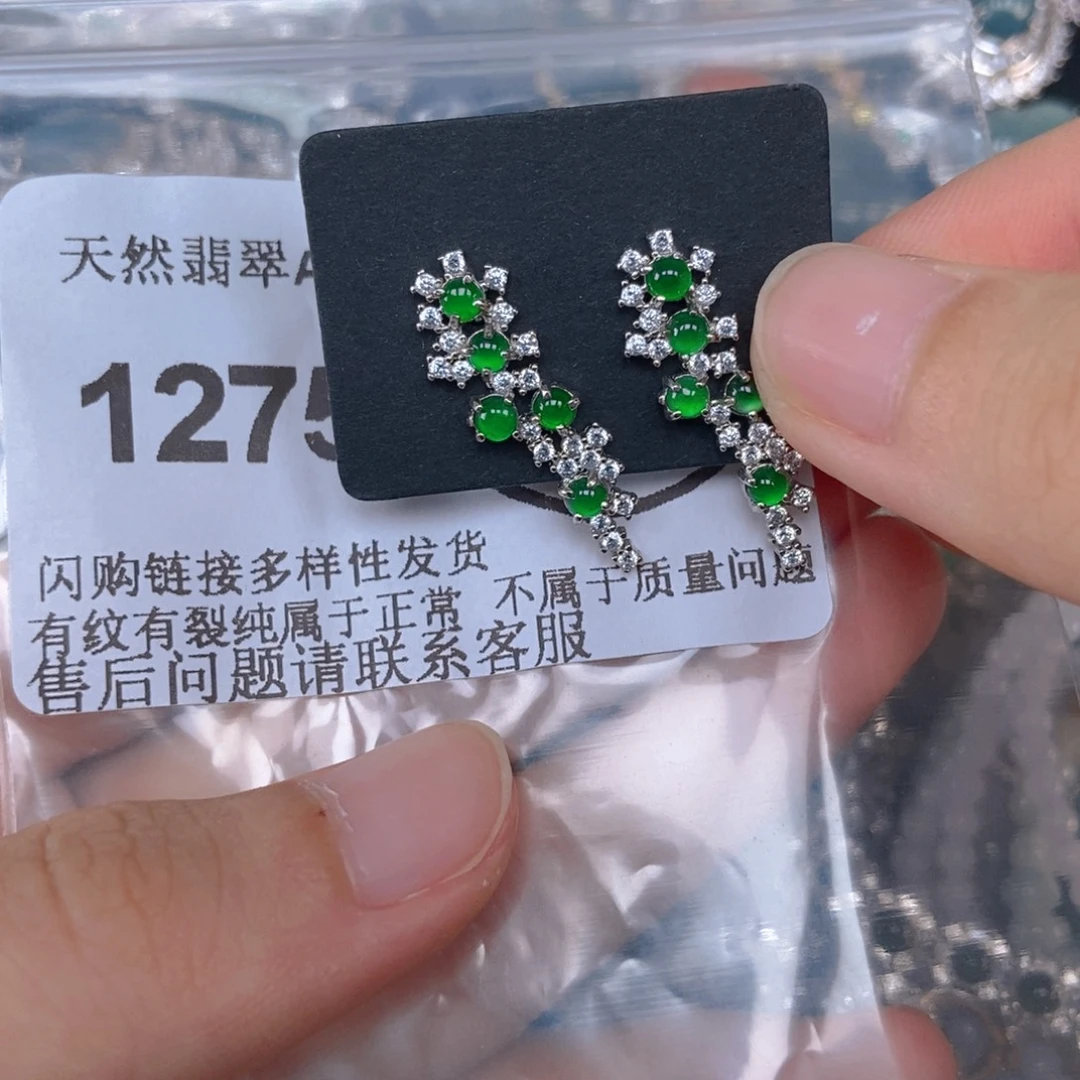 天然翡翠A
1275
闪购链接多样性发货
有纹有裂纯属于正常 不属于质量问题
售后问题请联系客服